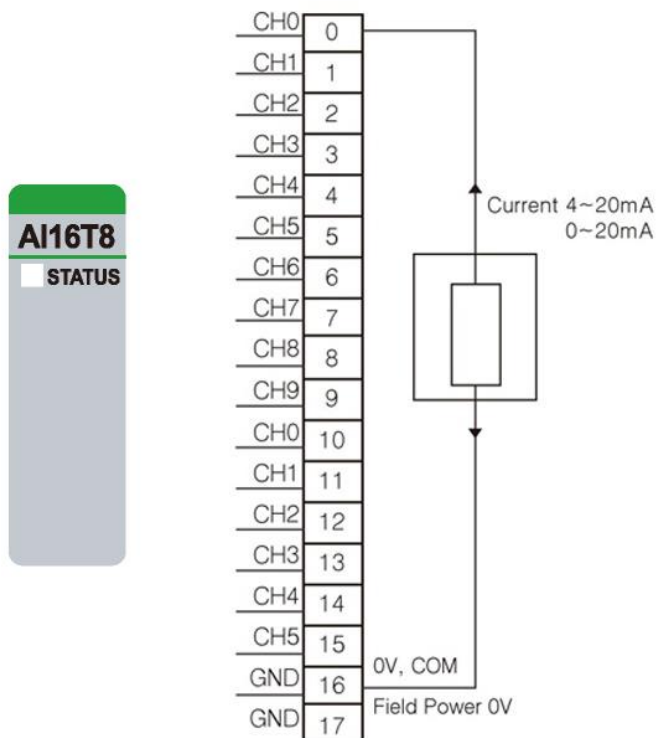 AI16T8
STATUS
CH0 0
CH1 1
CH2 2
CH3 3
CH4 4
CH5 5
CH6 6
CH7 7
CH8 8
CH9 9
CH0 10
CH1 11
CH2 12
CH3 13
CH4 14
CH5 15
GND 16
GND 17
Current 4~20mA
0~20mA
0V, COM
Field Power 0V